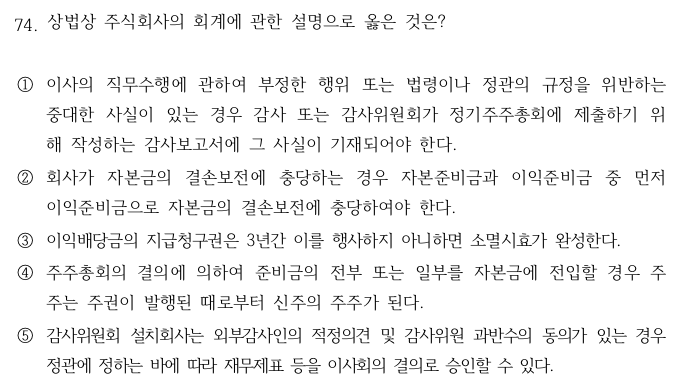 74. 상법상 주식회사의 회계에 관한 설명으로 옳은 것은?
① 이사의 직무수행에 관하여 부정한 행위 또는 법령이나 정관의 규정을 위반하는
중대한 사실이 있는 경우 감사 또는 감사위원회가 정기주주총회에 제출하기 위
해 작성하는 감사보고서에 그 사실이 기재되어야 한다.
② 회사가 자본금의 결손보전에 충당하는 경우 자본준비금과 이익준비금 중 먼저
이익준비금으로 자본금의 결손보전에 충당하여야 한다.
③ 이익배당금의 지급청구권은 3년간 이를 행사하지 아니하면 소멸시효가 완성한다.
④ 주주총회의 결의에 의하여 준비금의 전부 또는 일부를 자본금에 전입할 경우 주
주는 주권이 발행된 때로부터 신주의 주주가 된다.
⑤ 감사위원회 설치회사는 외부감사인의 적정의견 및 감사위원 과반수의 동의가 있는 경우
정관에 정하는 바에 따라 재무제표 등을 이사회의 결의로 승인할 수 있다.